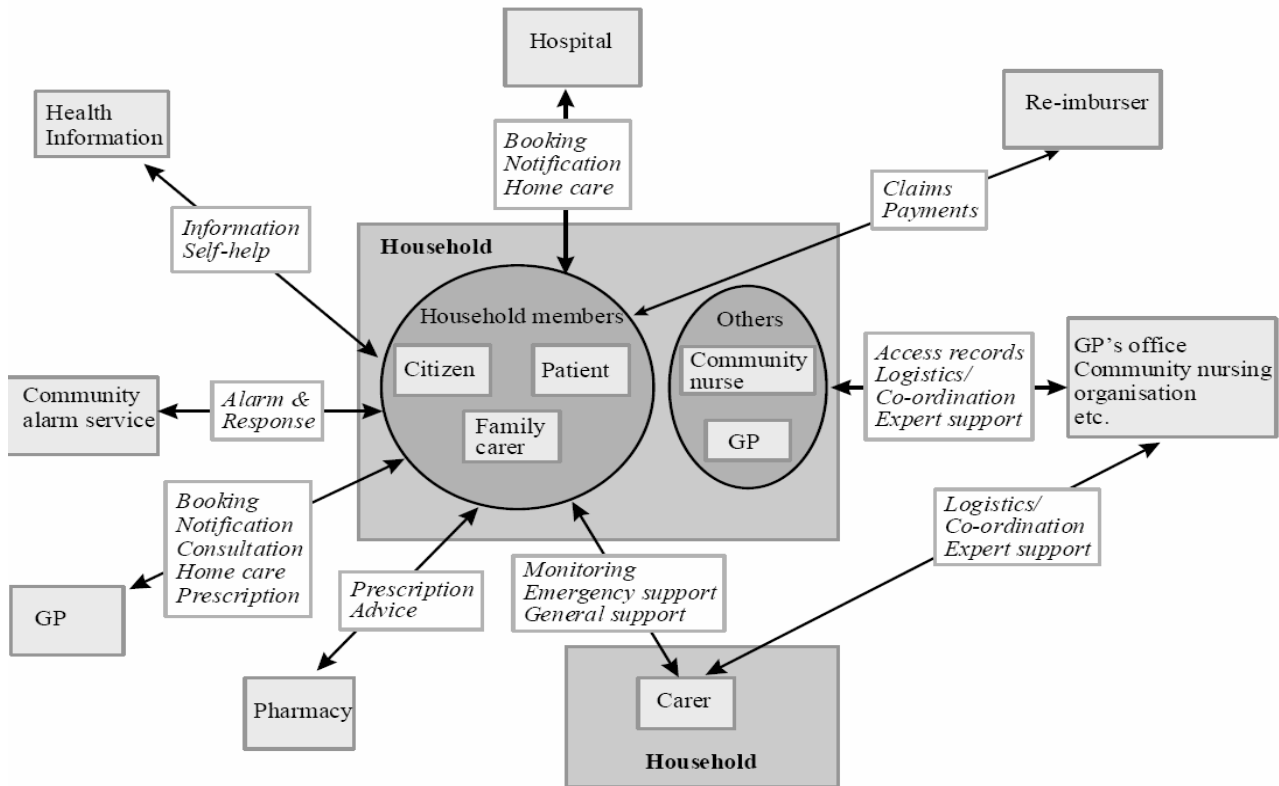 Hospital
Re-imburser
Health
Information
Booking
Notification
Home care
Claims
Payments
Information
Self-help
Household
Household members
Citizen
Patient
Family
carer
Others
Community
nurse
GP
Access records
Logistics/
Co-ordination
Expert support
GP's office
Community nursing
organisation
etc.
Community
alarm service
Alarm &
Response
Booking
Notification
Consultation
Home care
Prescription
GP
Prescription
Advice
Pharmacy
Monitoring
Emergency support
General support
Logistics/
Co-ordination
Expert support
Carer
Household